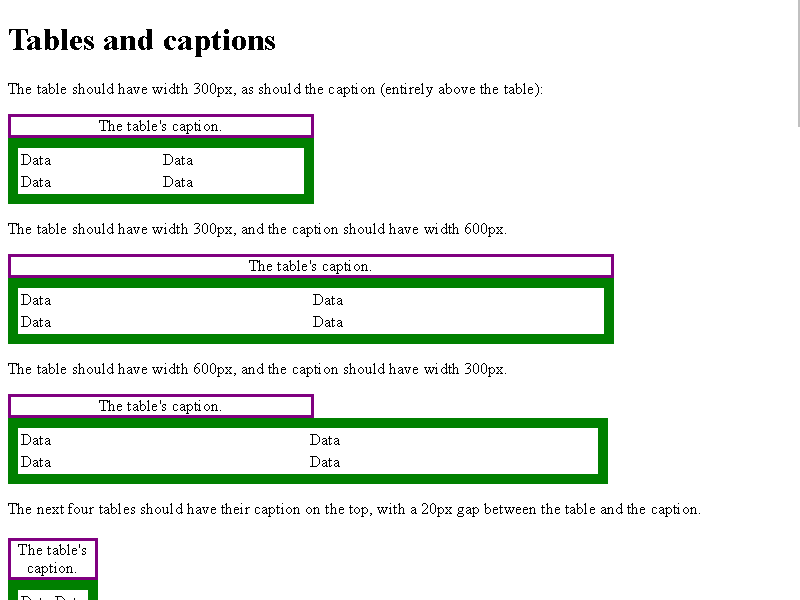 Tables and captions
The table should have width 300px, as should the caption (entirely above the table):
The table's caption.
Data Data
Data Data
The table should have width 300px, and the caption should have width 600px.
The table's caption.
Data Data
Data Data
The table should have width 600px, and the caption should have width 300px.
The table's caption.
Data Data
Data Data
The next four tables should have their caption on the top, with a 20px gap between the table and the caption.
The table's
caption.
Data Data